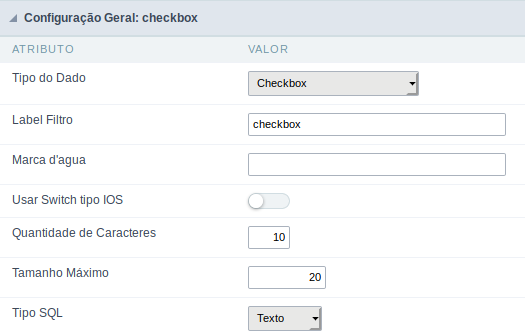 Configuração Geral: checkbox
ATRIBUTO VALOR
Tipo do Dado Checkbox
Label Filtro checkbox
Marca d'agua
Usar Switch tipo IOS
Quantidade de Caracteres 10
Tamanho Máximo 20
Tipo SQL Texto